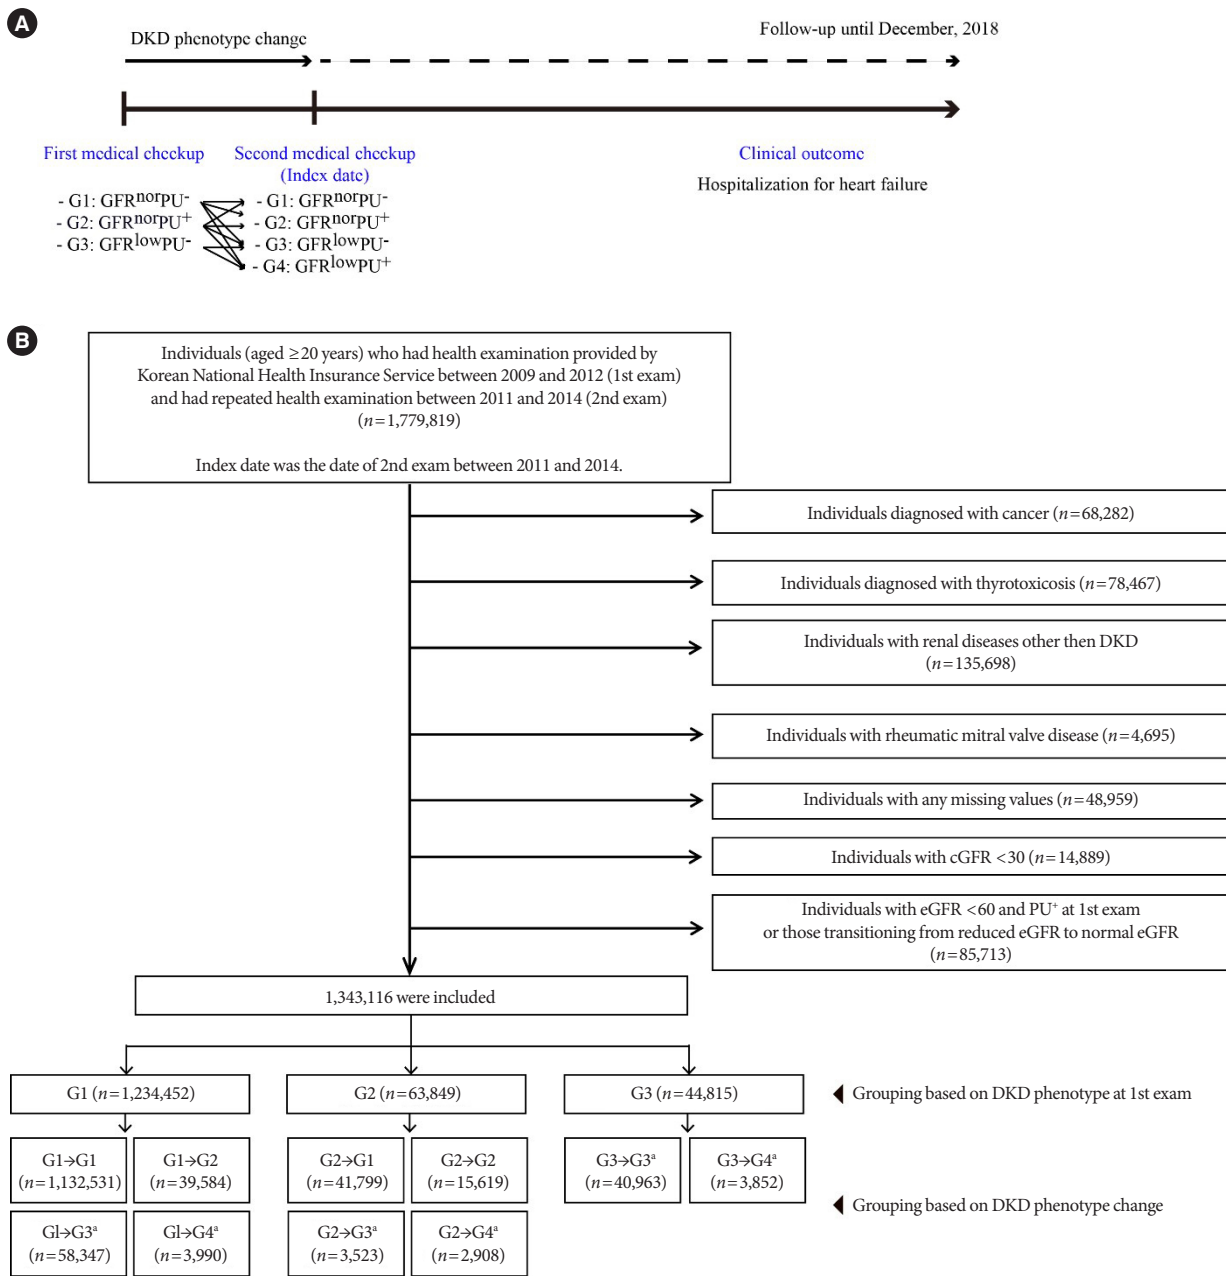 A
DKD phenotype change
Follow-up until December, 2018
First medical checkup
Second medical checkup
(Index date)
Clinical outcome
Hospitalization for heart failure
- G1: GFRnorPU-
- G2: GFRnorPU+
- G3: GFRlowPU-
- G1: GFRnorPU-
- G2: GFRnorPU+
- G3: GFRlowPU-
- G4: GFRlowPU+
B
Individuals (aged ≥20 years) who had health examination provided by
Korean National Health Insurance Service between 2009 and 2012 (1st exam)
and had repeated health examination between 2011 and 2014 (2nd exam)
(n=1,779,819)
Index date was the date of 2nd exam between 2011 and 2014.
Individuals diagnosed with cancer (n=68,282)
Individuals diagnosed with thyrotoxicosis (n=78,467)
Individuals with renal diseases other then DKD
(n=135,698)
Individuals with rheumatic mitral valve disease (n=4,695)
Individuals with any missing values (n=48,959)
Individuals with cGFR <30 (n=14,889)
Individuals with eGFR <60 and PU+ at 1st exam
or those transitioning from reduced eGFR to normal eGFR
(n=85,713)
1,343,116 were included
G1 (n=1,234,452)
G2 (n=63,849)
G3 (n=44,815)
Grouping based on DKD phenotype at 1st exam
G1→G1
(n=1,132,531)
G1→G2
(n=39,584)
G2→G1
(n=41,799)
G2→G2
(n=15,619)
G3→G3a
(n=40,963)
G3→G4a
(n=3,852)
Grouping based on DKD phenotype change
Gl→G3a
(n=58,347)
Gl→G4a
(n=3,990)
G2→G3a
(n=3,523)
G2→G4a
(n=2,908)